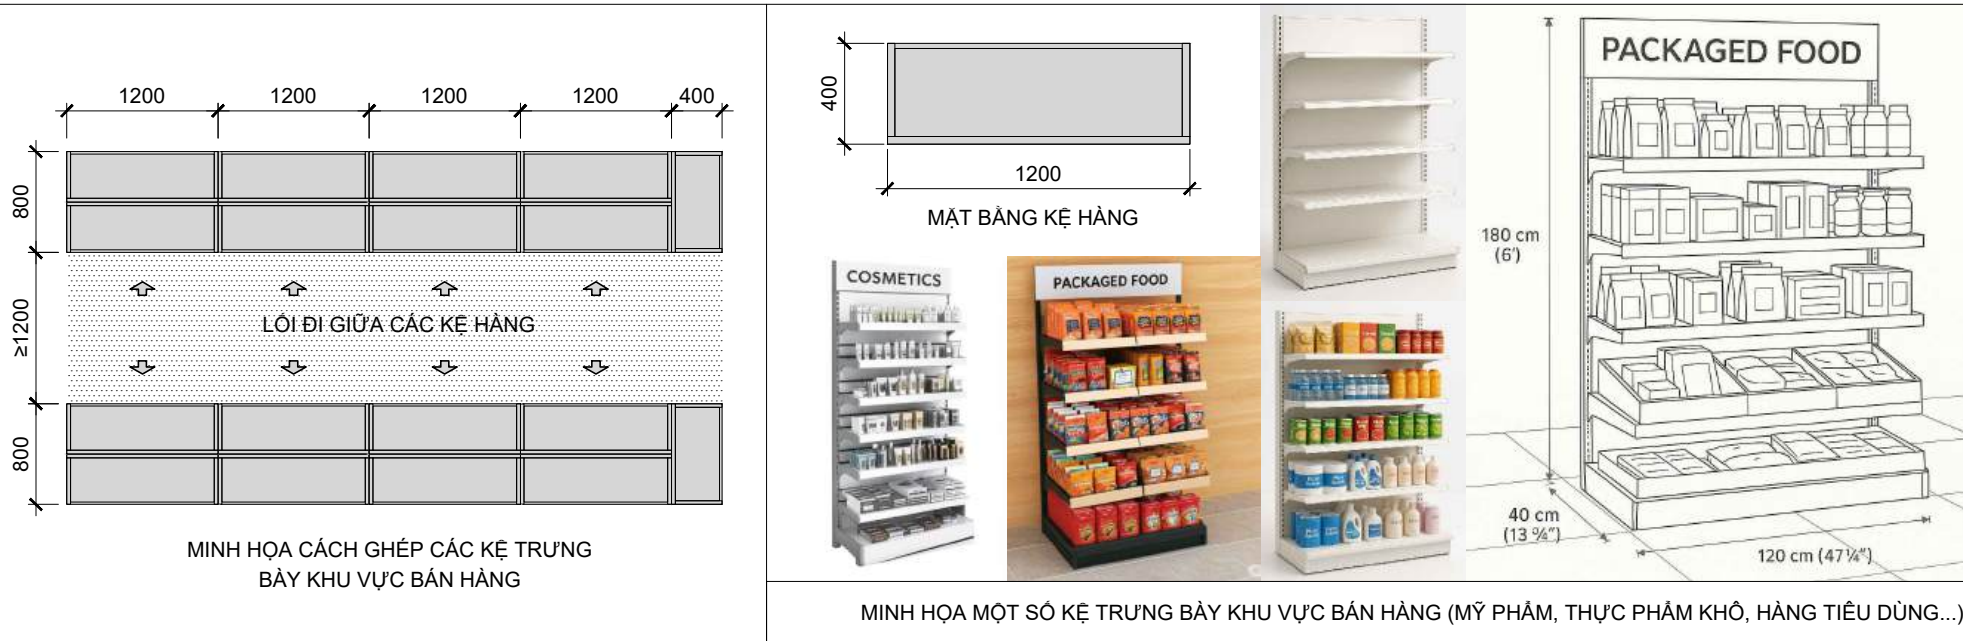 1200
1200
1200
1200
400
800
≥1200
800
LỐI ĐI GIỮA CÁC KỆ HÀNG
MINH HỌA CÁCH GHÉP CÁC KỆ TRƯNG
BÀY KHU VỰC BÁN HÀNG
400
1200
MẶT BẰNG KỆ HÀNG
COSMETICS
PACKAGED FOOD
PACKAGED FOOD
180 cm
(6')
40 cm
(13 ¾")
120 cm (47¼")
MINH HỌA MỘT SỐ KỆ TRƯNG BÀY KHU VỰC BÁN HÀNG (MỸ PHẨM, THỰC PHẨM KHÔ, HÀNG TIÊU DÙNG...)